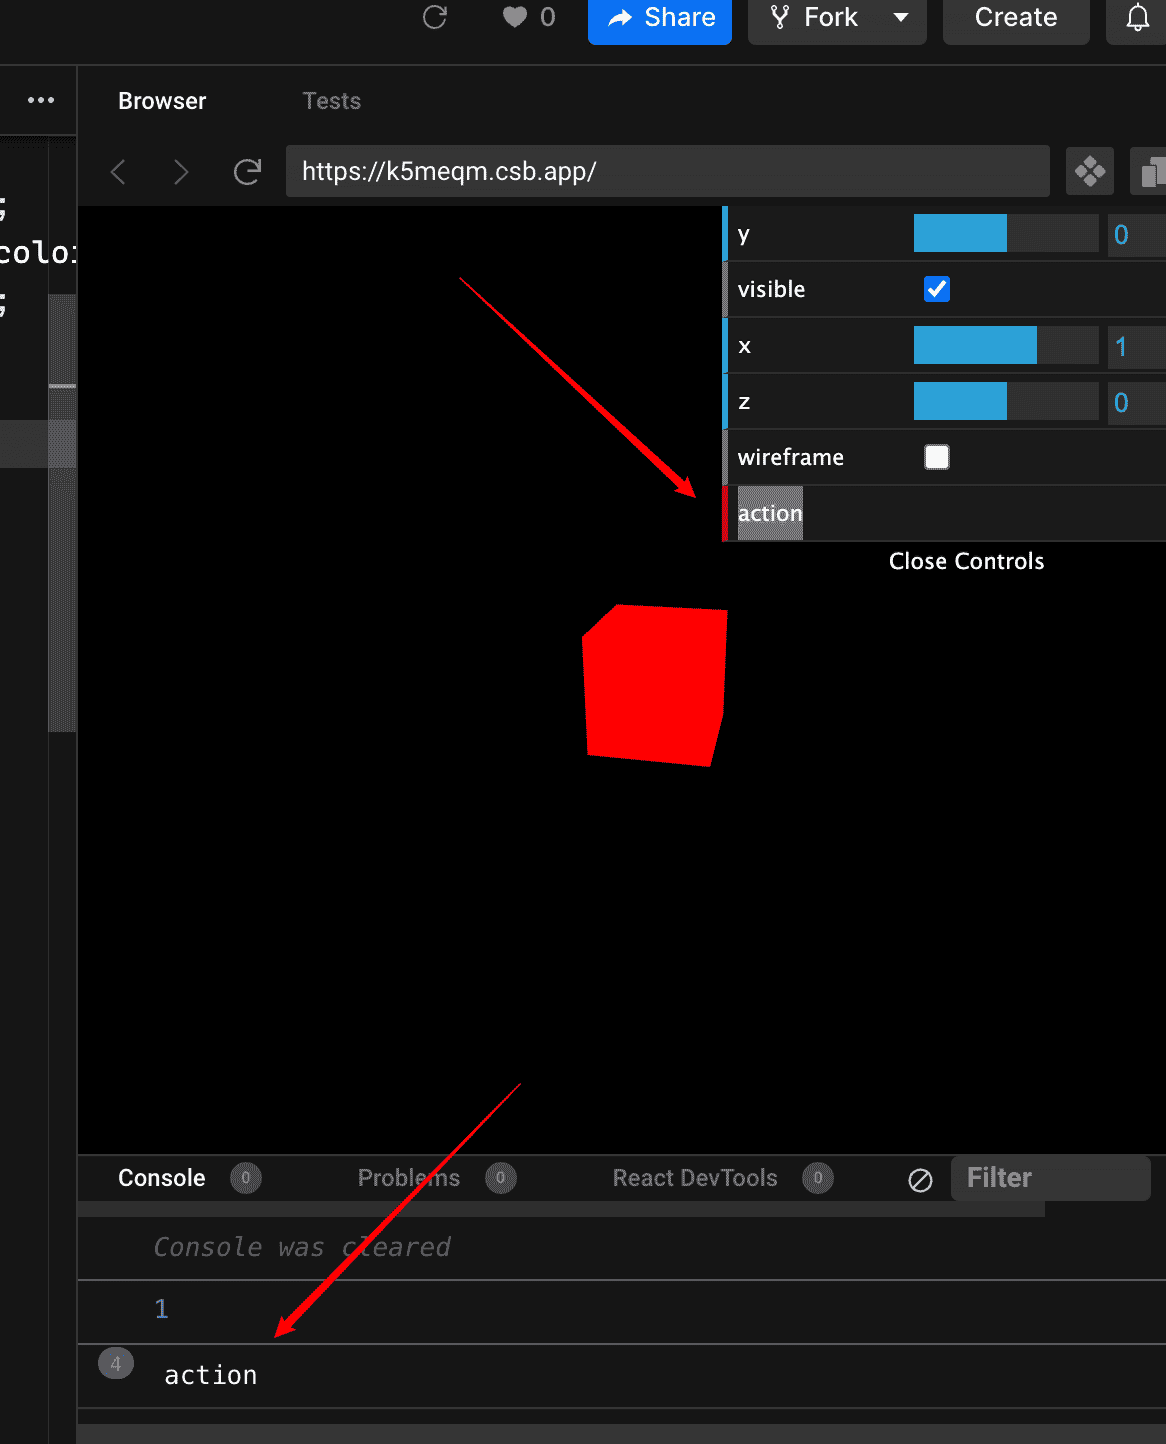 0 Share Fork Create
Browser Tests
https://k5meqm.csb.app/
;
y 0
visible
;
x 1
z 0
wireframe
action
Close Controls
Console 0 Problems 0 React DevTools 0 Filter
Console was cleared
1
4 action